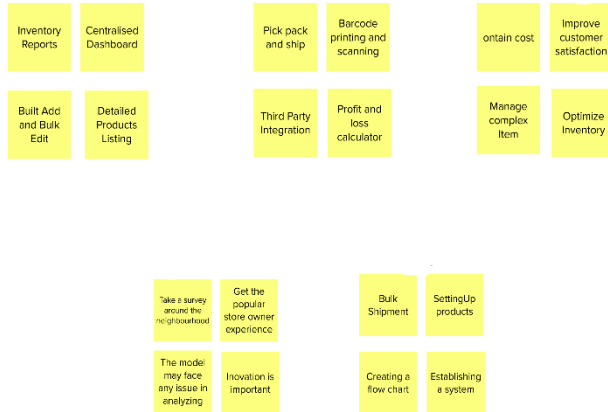 Inventory
Reports
Centralised
Dashboard
Built Add
and Bulk
Edit
Detailed
Products
Listing
Pick pack
and ship
Barcode
printing and
scanning
Third Party
Integration
Profit and
loss
calculator
ontain cost
Improve
customer
satisfaction
Manage
complex
Item
Optimize
Inventory
Take a survey
around the
neighbourhood
Get the
popular
store owner
experience
The model
may face
any issue in
analyzing
Inovation is
important
Bulk
Shipment
SettingUp
products
Creating a
flow chart
Establishing
a system